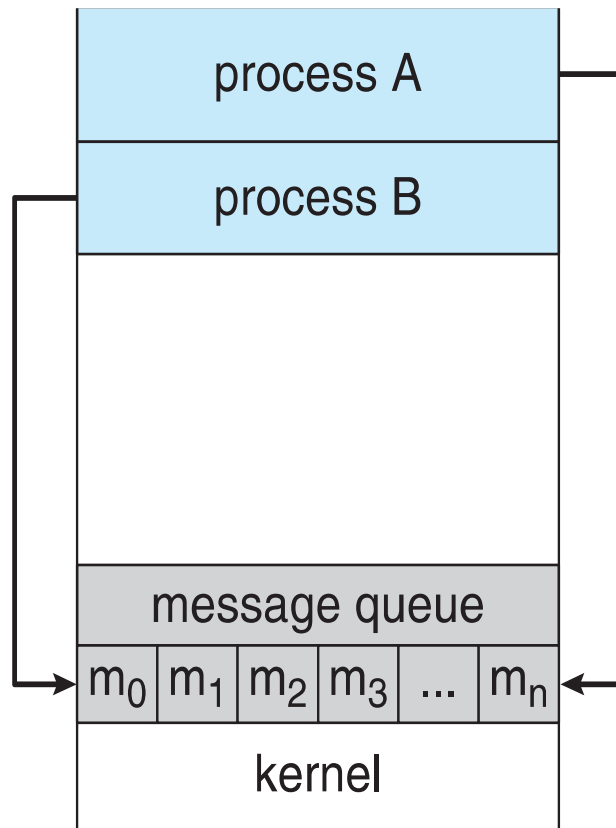 process A
process B
message queue
m₀ m₁ m₂ m₃ ... mₙ
kernel